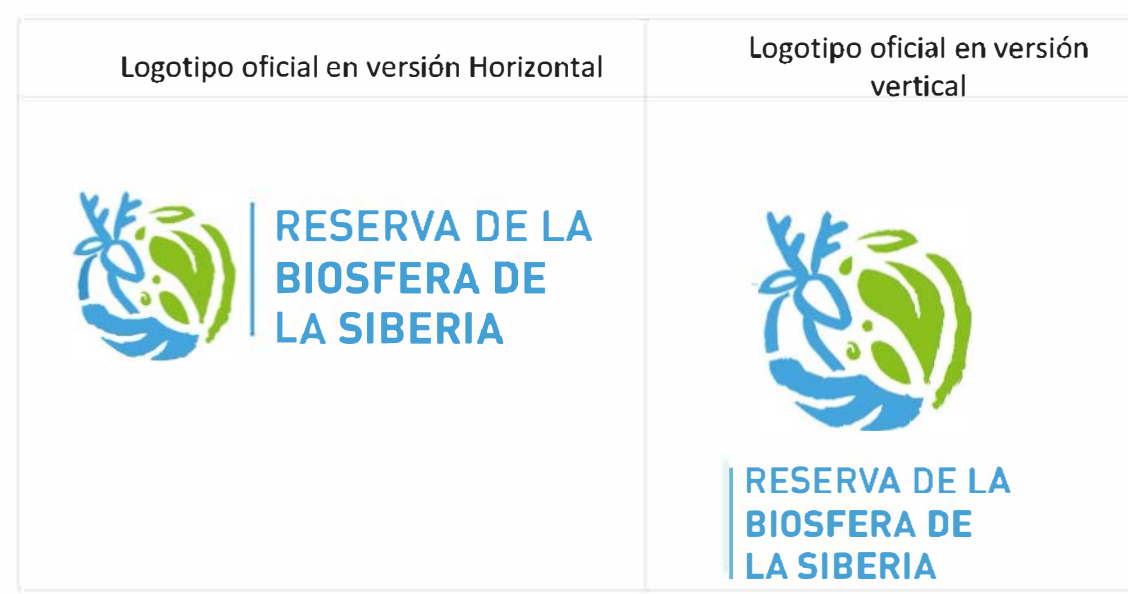 Logotipo oficial en versión Horizontal
Logotipo oficial en versión
vertical
RESERVA DE LA
BIOSFERA DE
LA SIBERIA
RESERVA DE LA
BIOSFERA DE
LA SIBERIA